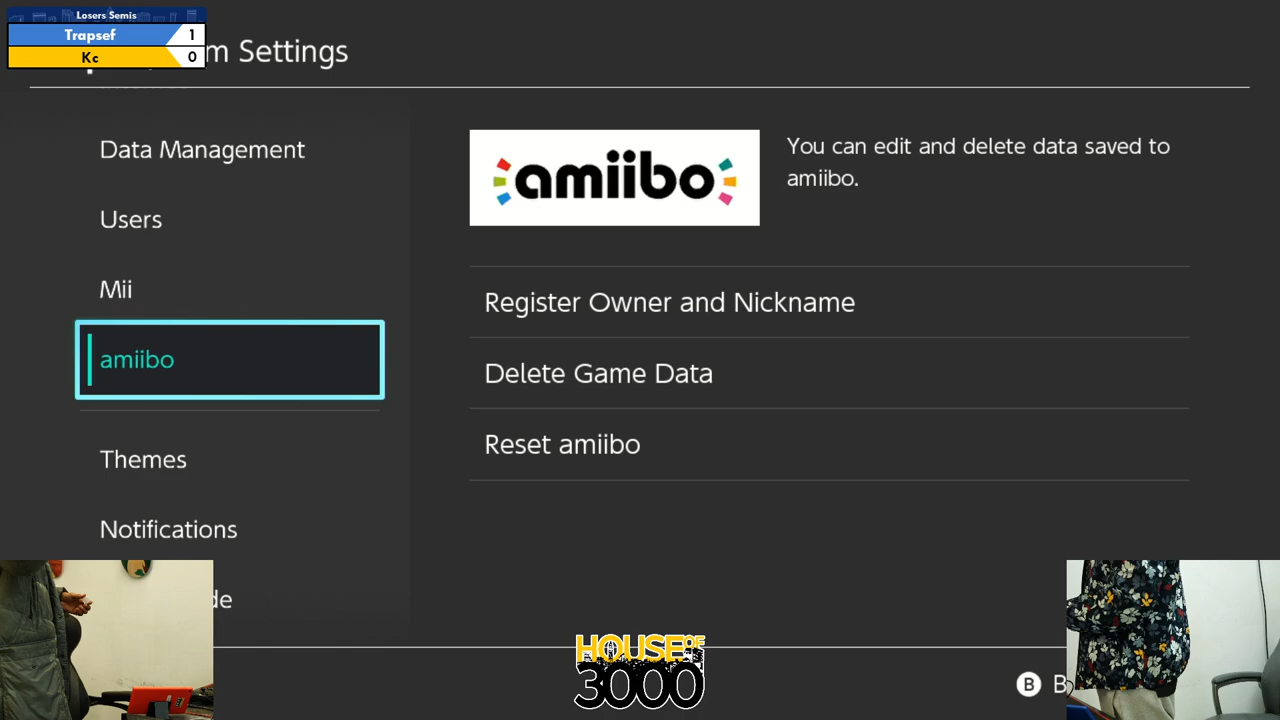 Losers Semis
Trapsef 1
Kc 0
m Settings
Data Management
Users
Mii
amiibo
Themes
Notifications
de
amiibo
You can edit and delete data saved to
amiibo.
Register Owner and Nickname
Delete Game Data
Reset amiibo
HOUSE OF
3000
B B